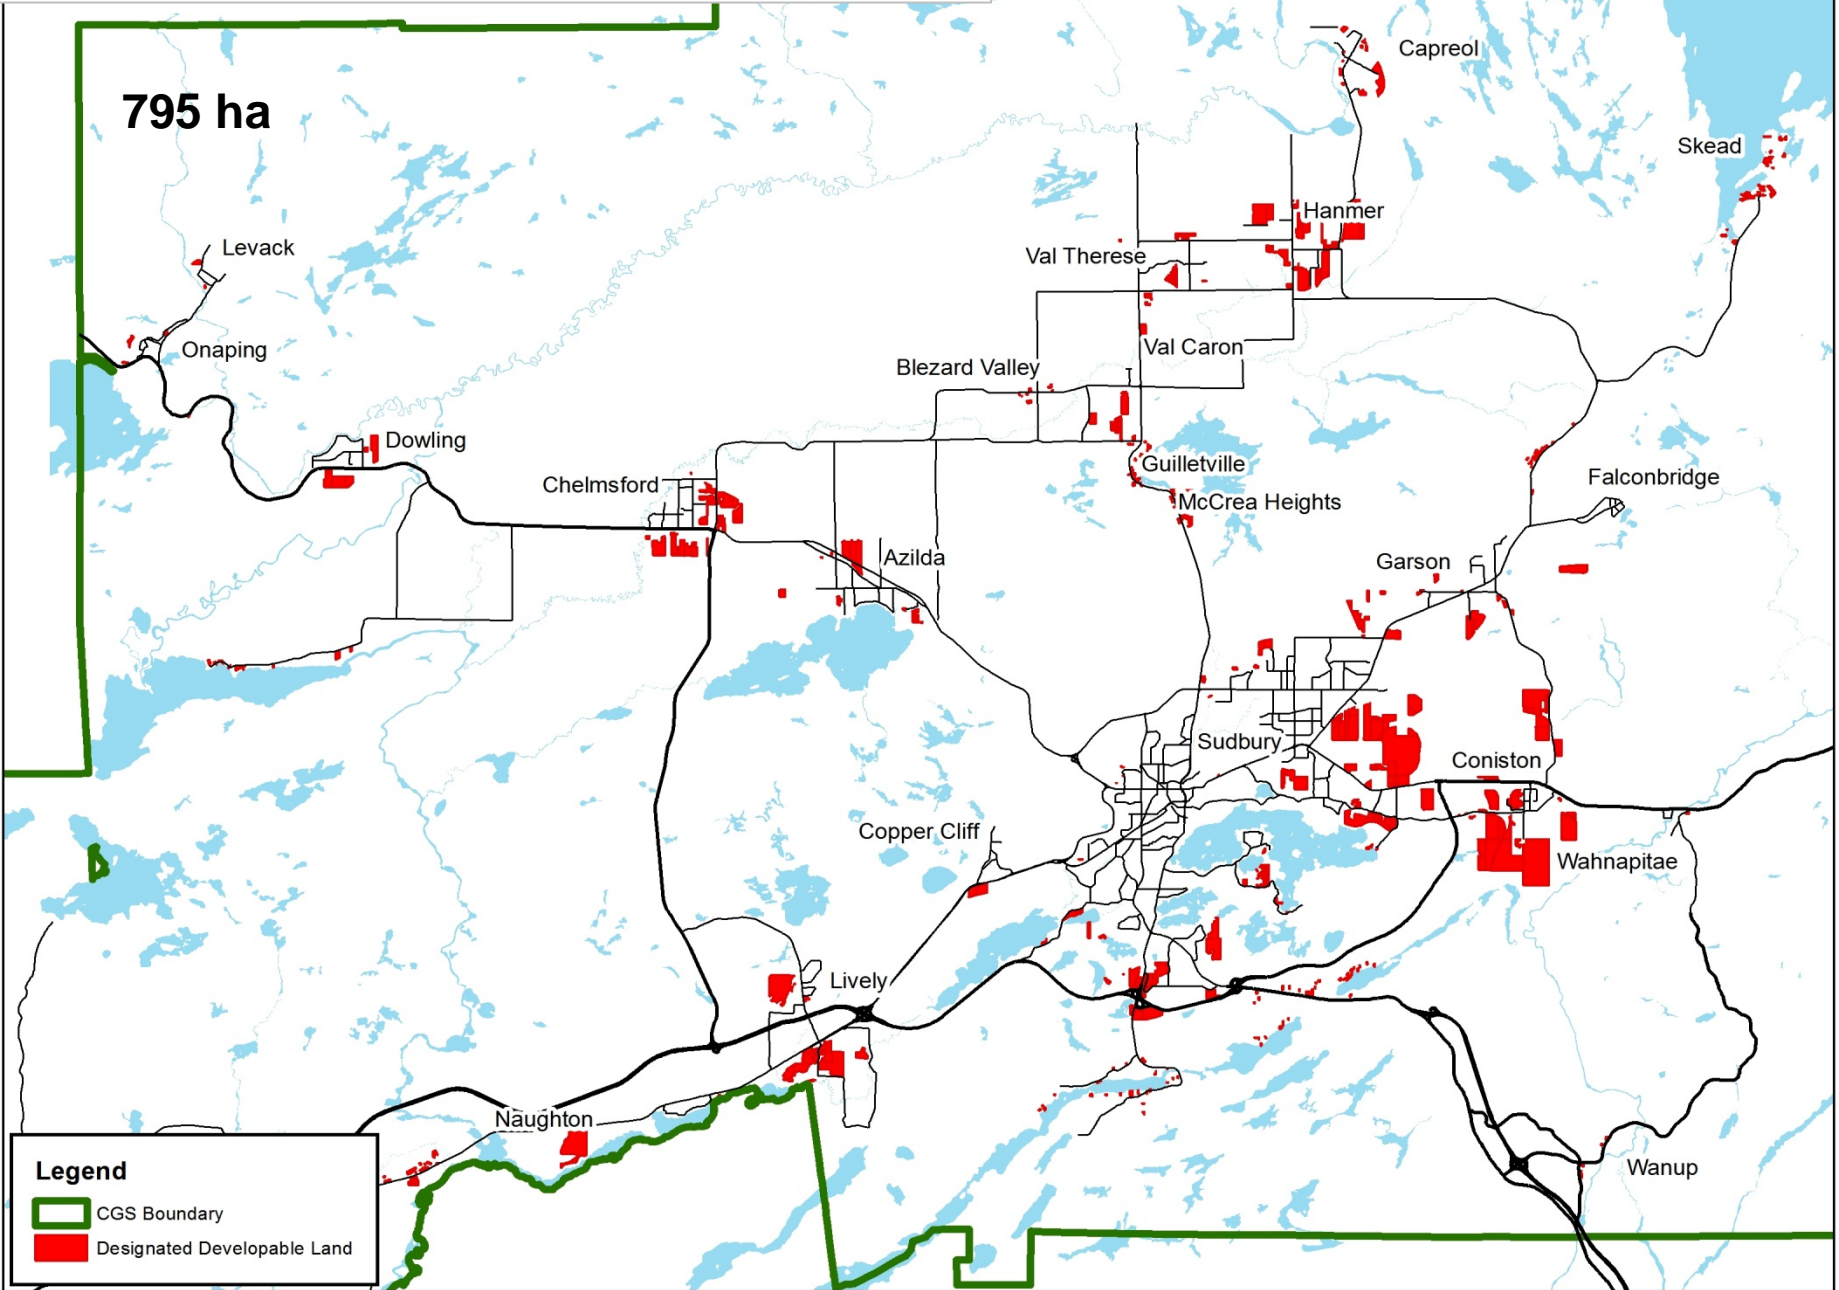 795 ha
Capreol
Skead
Hanmer
Levack
Val Therese
Onaping
Val Caron
Blezard Valley
Dowling
Guilletville
Chelmsford
Falconbridge
McCrea Heights
Azilda
Garson
Sudbury
Coniston
Copper Cliff
Wahnapitae
Lively
Naughton
Wanup
Legend
CGS Boundary
Designated Developable Land